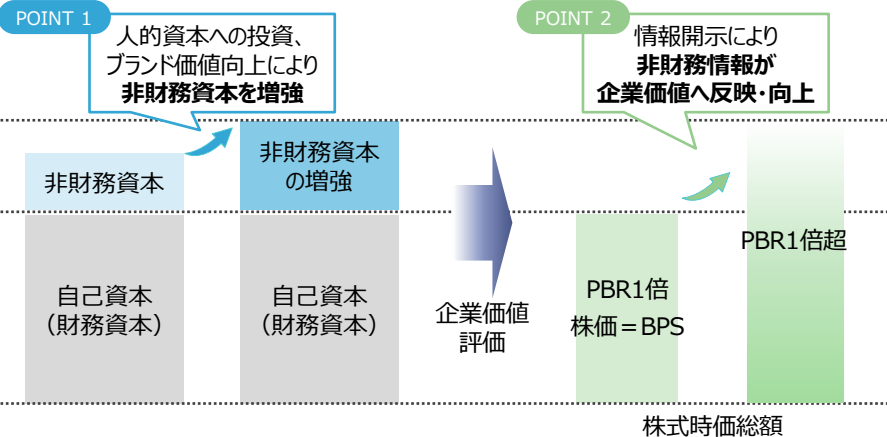 POINT 1
人的資本への投資、
ブランド価値向上により
非財務資本を増強
POINT 2
情報開示により
非財務情報が
企業価値へ反映・向上
非財務資本
非財務資本
の増強
自己資本
（財務資本）
自己資本
（財務資本）
企業価値
評価
PBR1倍
株価＝BPS
PBR1倍超
株式時価総額